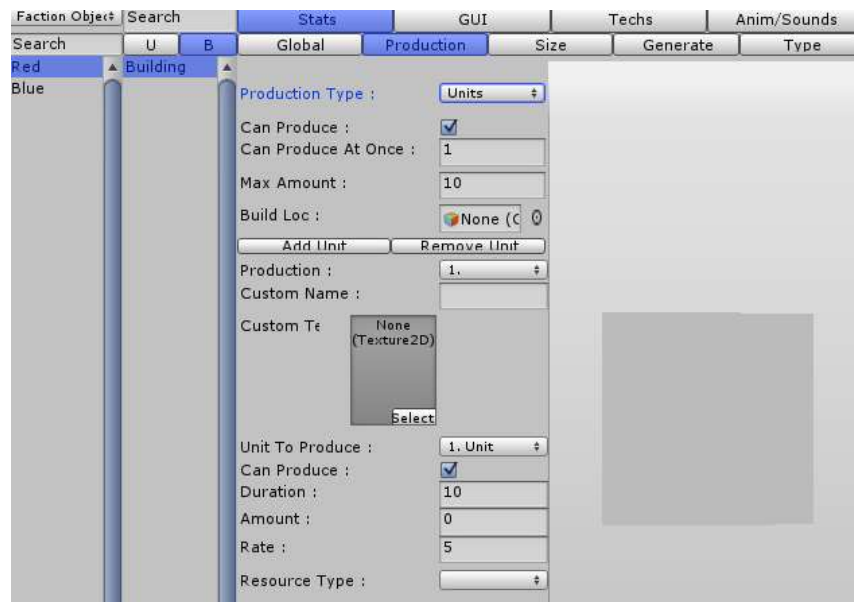 Faction Objec Search Stats GUI Techs Anim/Sounds
Search U B Global Production Size Generate Type
Red Building
Blue
Production Type : Units
Can Produce :
Can Produce At Once : 1
Max Amount : 10
Build Loc : None (C
Add Unit Remove Unit
Production : 1.
Custom Name :
Custom Te None
(Texture2D)
Select
Unit To Produce : 1. Unit
Can Produce :
Duration : 10
Amount : 0
Rate : 5
Resource Type :